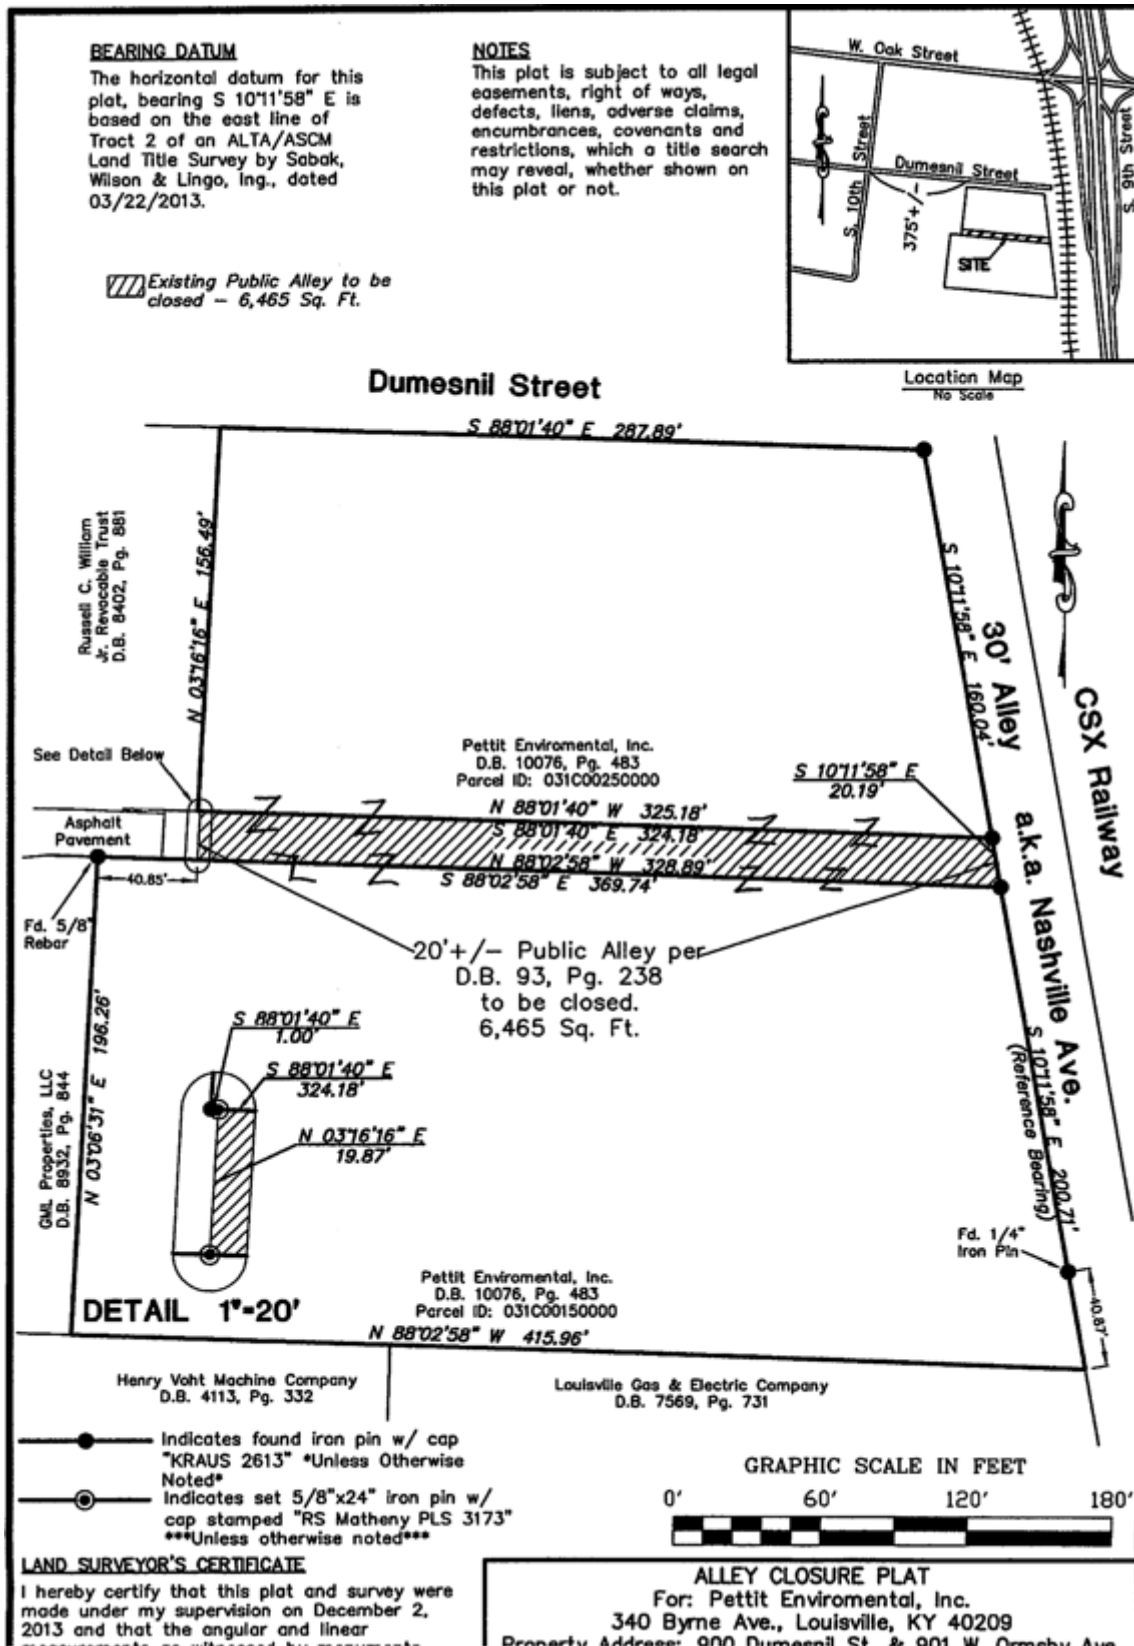 BEARING DATUM
The horizontal datum for this
plat, bearing S 10°11'58" E is
based on the east line of
Tract 2 of an ALTA/ASCM
Land Title Survey by Sabak,
Wilson & Lingo, Ing., dated
03/22/2013.
NOTES
This plat is subject to all legal
easements, right of ways,
defects, liens, adverse claims,
encumbrances, covenants and
restrictions, which a title search
may reveal, whether shown on
this plat or not.
Existing Public Alley to be
closed – 6,465 Sq. Ft.
W. Oak Street
S. 10th Street
Dumesnil Street
S. 9th Street
375'+/-
SITE
Location Map
No Scale
Dumesnil Street
S 88°01'40" E 287.89'
Russell C. William
Jr. Revocable Trust
D.B. 8402, Pg. 881
N 03°16'16" E 156.49'
S 10°11'58" E 160.04'
30' Alley
a.k.a. Nashville Ave.
CSX Railway
See Detail Below
Pettit Enviromental, Inc.
D.B. 10076, Pg. 483
Parcel ID: 031C00250000
S 10°11'58" E
20.19'
N 88°01'40" W 325.18'
S 88°01'40" E 324.18'
N 88°02'58" W 328.89'
S 88°02'58" E 369.74'
Asphalt
Pavement
40.85'
Fd. 5/8"
Rebar
20'+/- Public Alley per
D.B. 93, Pg. 238
to be closed.
6,465 Sq. Ft.
S 88°01'40" E
1.00'
S 88°01'40" E
324.18'
N 03°16'16" E
19.87'
GML Properties, LLC
D.B. 8932, Pg. 844
N 03°06'31" E 196.26'
S 10°11'58" E 200.71'
(Reference Bearing)
Fd. 1/4"
Iron Pin
40.87'
DETAIL 1"=20'
Pettit Enviromental, Inc.
D.B. 10076, Pg. 483
Parcel ID: 031C00150000
N 88°02'58" W 415.96'
Henry Voht Machine Company
D.B. 4113, Pg. 332
Louisville Gas & Electric Company
D.B. 7569, Pg. 731
Indicates found iron pin w/ cap
"KRAUS 2613" *Unless Otherwise
Noted*
Indicates set 5/8"x24" iron pin w/
cap stamped "RS Matheny PLS 3173"
***Unless otherwise noted***
GRAPHIC SCALE IN FEET
0' 60' 120' 180'
LAND SURVEYOR'S CERTIFICATE
I hereby certify that this plat and survey were
made under my supervision on December 2,
2013 and that the angular and linear
measurements as witnessed by monuments
ALLEY CLOSURE PLAT
For: Pettit Enviromental, Inc.
340 Byrne Ave., Louisville, KY 40209
Property Address: 900 Dumesnil St. & 901 W. Ormsby Ave.